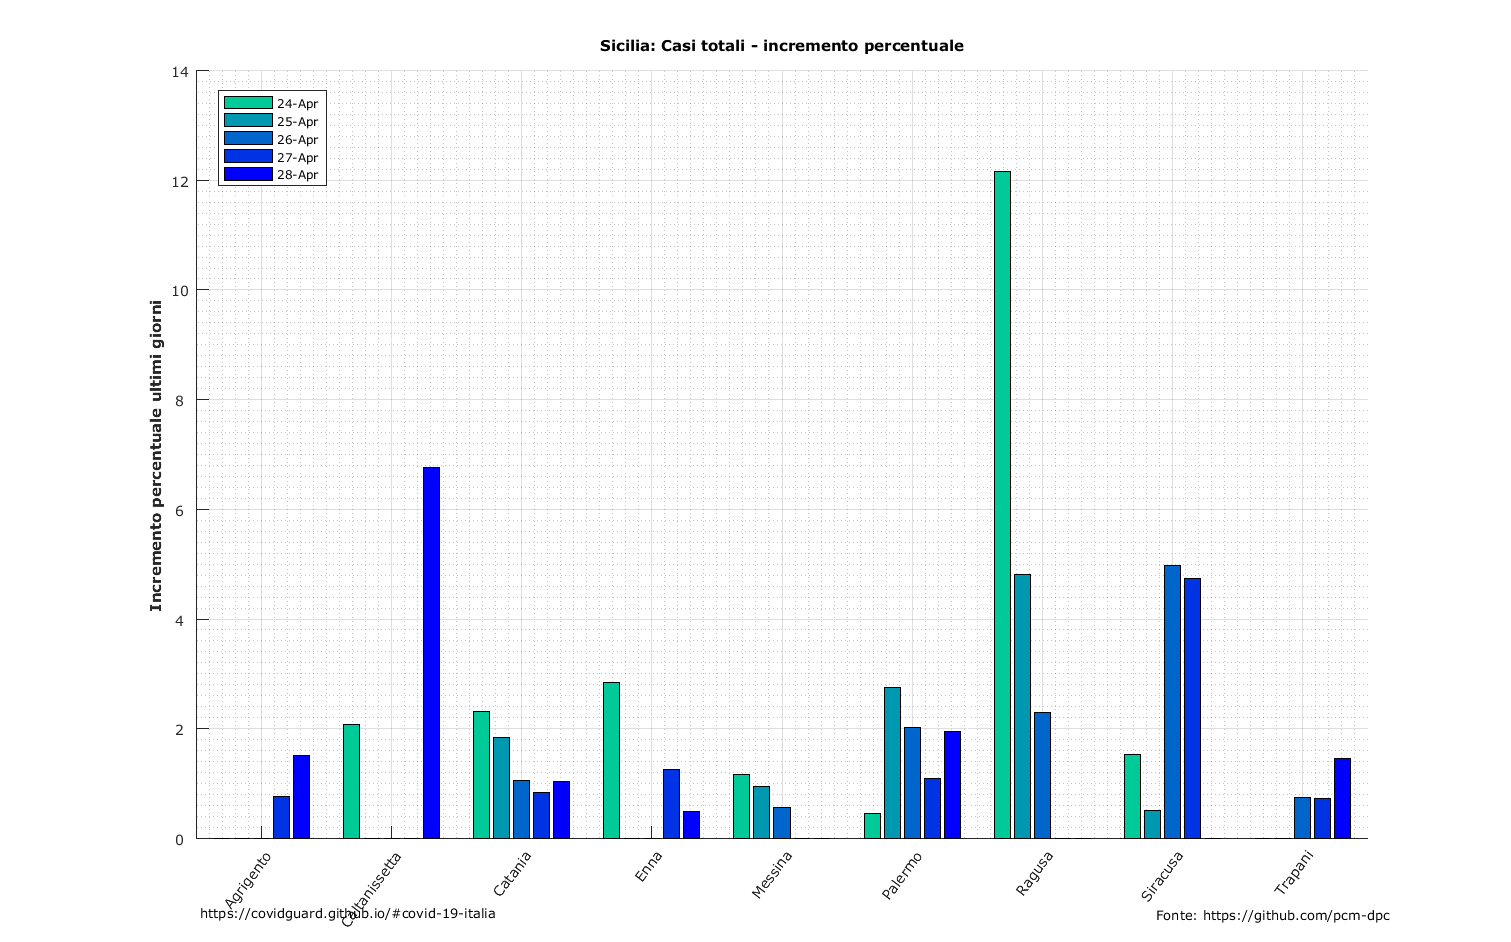 Sicilia: Casi totali - incremento percentuale
14
12
10
8
6
4
2
0
24-Apr
25-Apr
26-Apr
27-Apr
28-Apr
Incremento percentuale ultimi giorni
Agrigento
Caltanissetta
Catania
Enna
Messina
Palermo
Ragusa
Siracusa
Trapani
https://covidguard.github.io/#covid-19-italia
Fonte: https://github.com/pcm-dpc